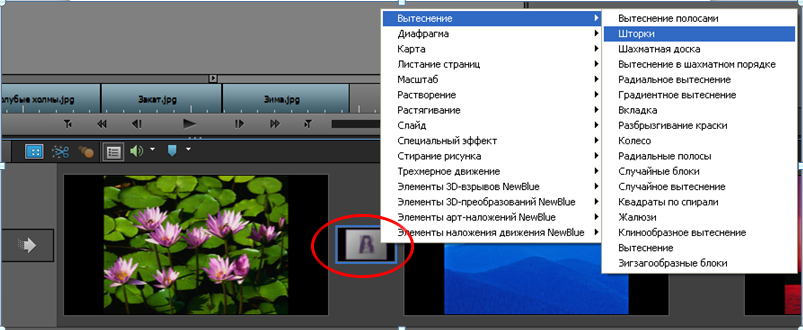 Вытеснение
Диафрагма
Карта
Листание страниц
Масштаб
Растворение
Растягивание
Слайд
Специальный эффект
Стирание рисунка
Трехмерное движение
Элементы 3D-взрывов NewBlue
Элементы 3D-преобразований NewBlue
Элементы арт-наложений NewBlue
Элементы наложения движения NewBlue
Вытеснение полосами
Шторки
Шахматная доска
Вытеснение в шахматном порядке
Радиальное вытеснение
Градиентное вытеснение
Вкладка
Разбрызгивание краски
Колесо
Радиальные полосы
Случайные блоки
Случайное вытеснение
Квадраты по спирали
Жалюзи
Клинообразное вытеснение
Вытеснение
Зигзагообразные блоки
олубые холмы.jpg
Закат.jpg
Зима.jpg
A